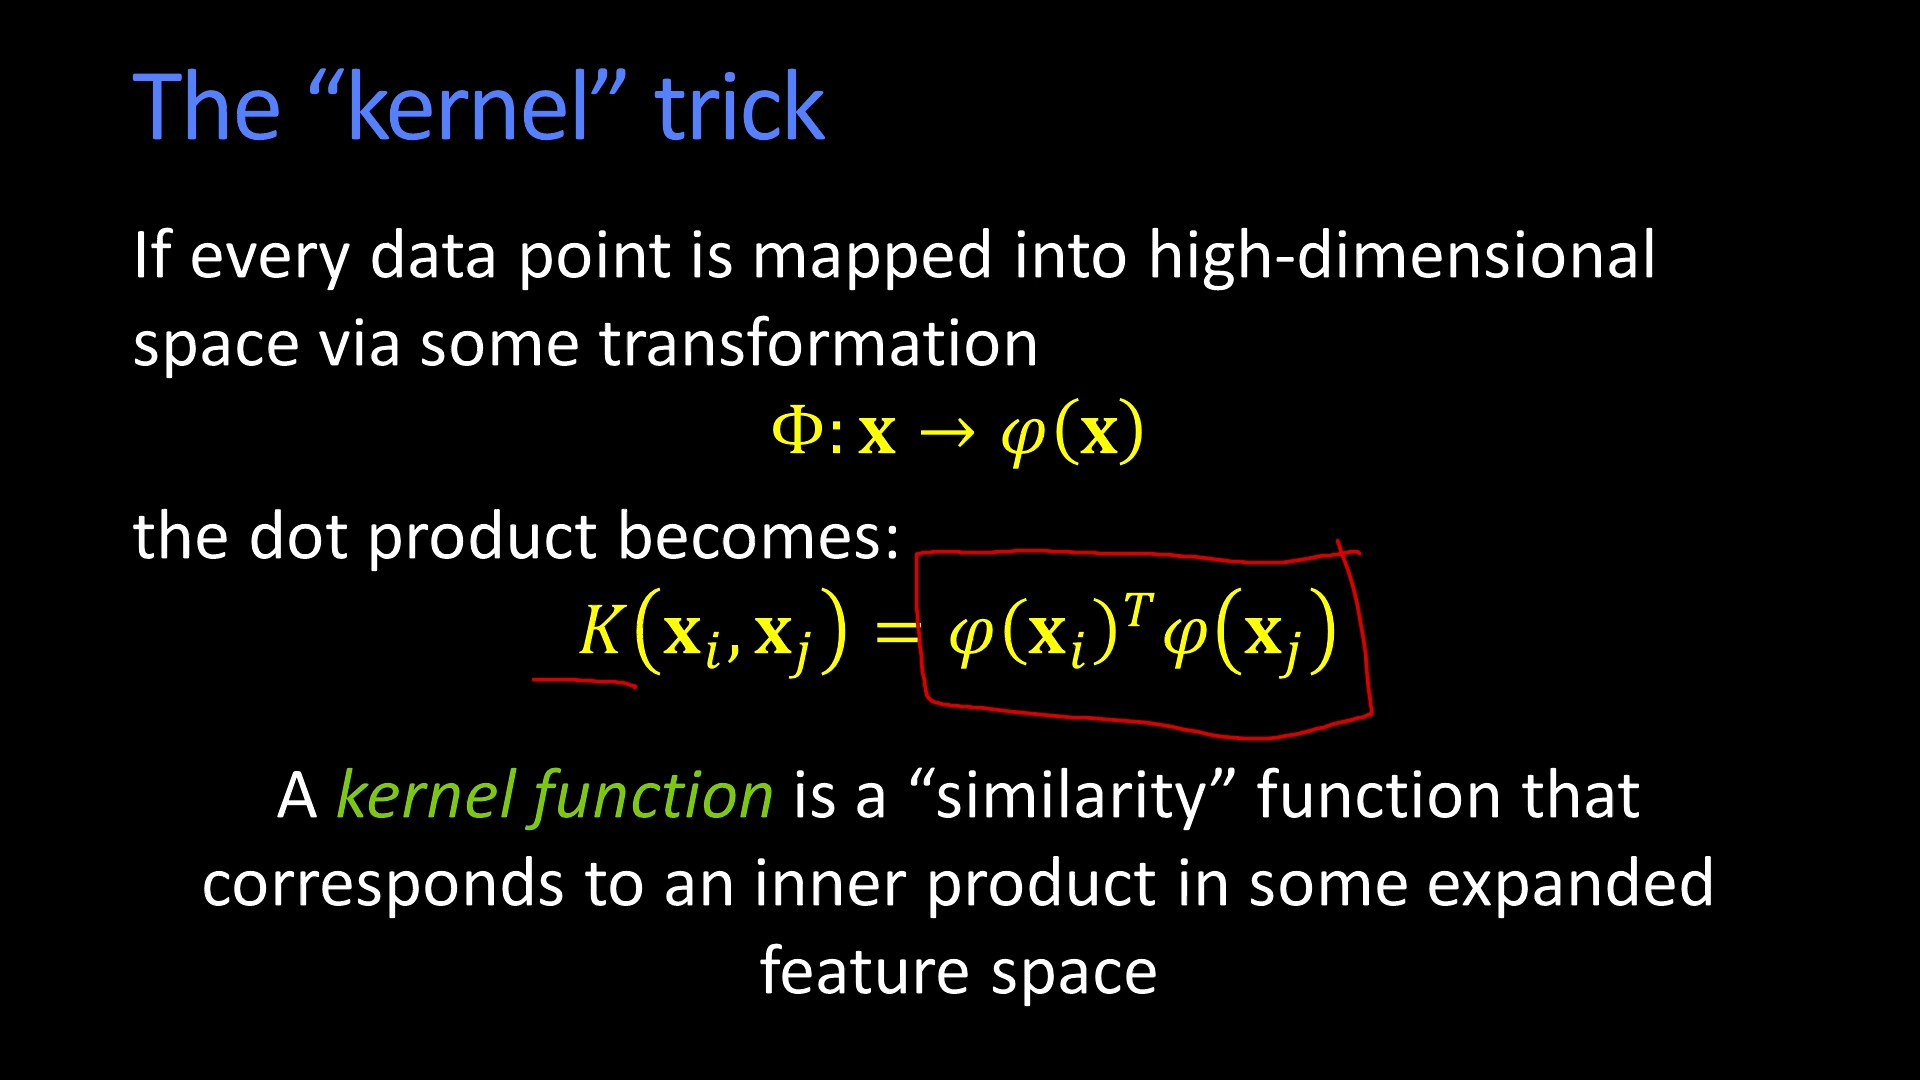 The “kernel” trick
If every data point is mapped into high-dimensional
space via some transformation
Φ: x → φ(x)
the dot product becomes:
K(xᵢ, xⱼ) = φ(xᵢ)ᵀφ(xⱼ)
A kernel function is a “similarity” function that
corresponds to an inner product in some expanded
feature space